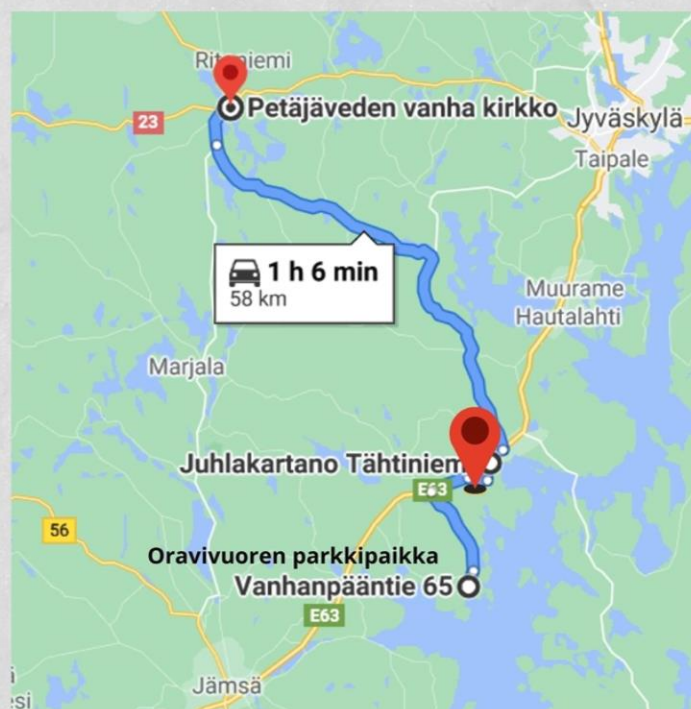 Petäjäveden vanha kirkko
Jyväskylä
23
Taipale
1 h 6 min
58 km
Muurame
Hautalahti
Marjala
Juhlakartano
E63
56
Oravivuoren parkkipaikka
Vanhanpääntie 65
E63
Jämsä